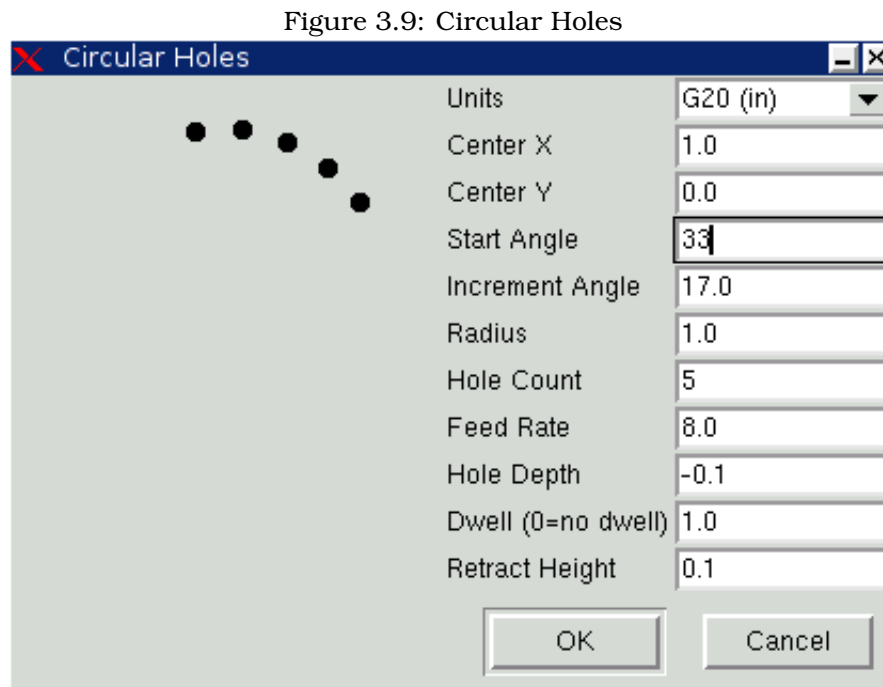 Figure 3.9: Circular Holes
Circular Holes
Units G20 (in)
Center X 1.0
Center Y 0.0
Start Angle 33
Increment Angle 17.0
Radius 1.0
Hole Count 5
Feed Rate 8.0
Hole Depth -0.1
Dwell (0=no dwell) 1.0
Retract Height 0.1
OK Cancel